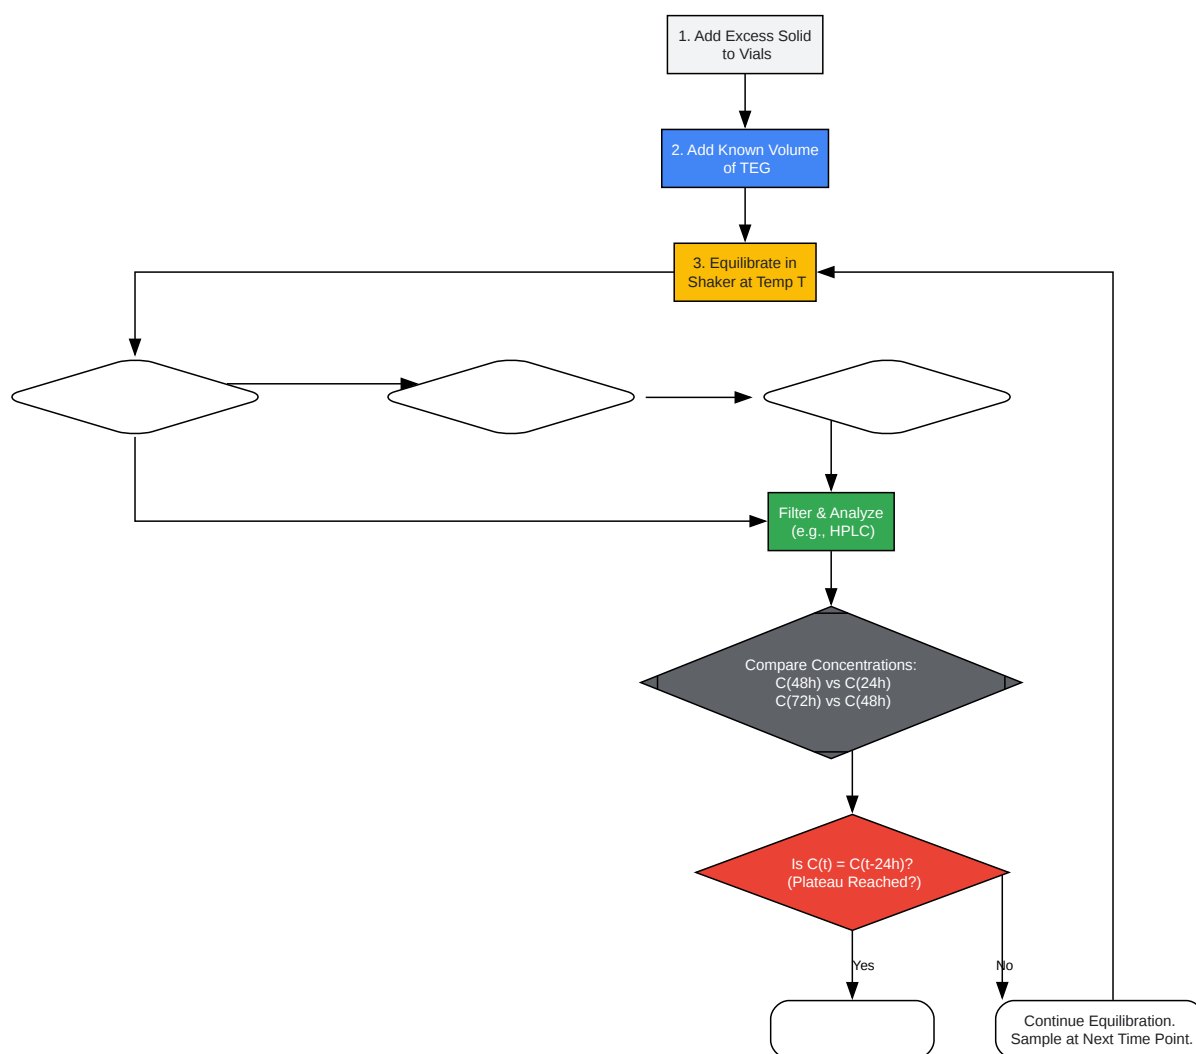 1. Add Excess Solid
to Vials
2. Add Known Volume
of TEG
3. Equilibrate in
Shaker at Temp T
Filter & Analyze
(e.g., HPLC)
Compare Concentrations:
C(48h) vs C(24h)
C(72h) vs C(48h)
Is C(t) = C(t-24h)?
(Plateau Reached?)
Yes
No
Continue Equilibration.
Sample at Next Time Point.